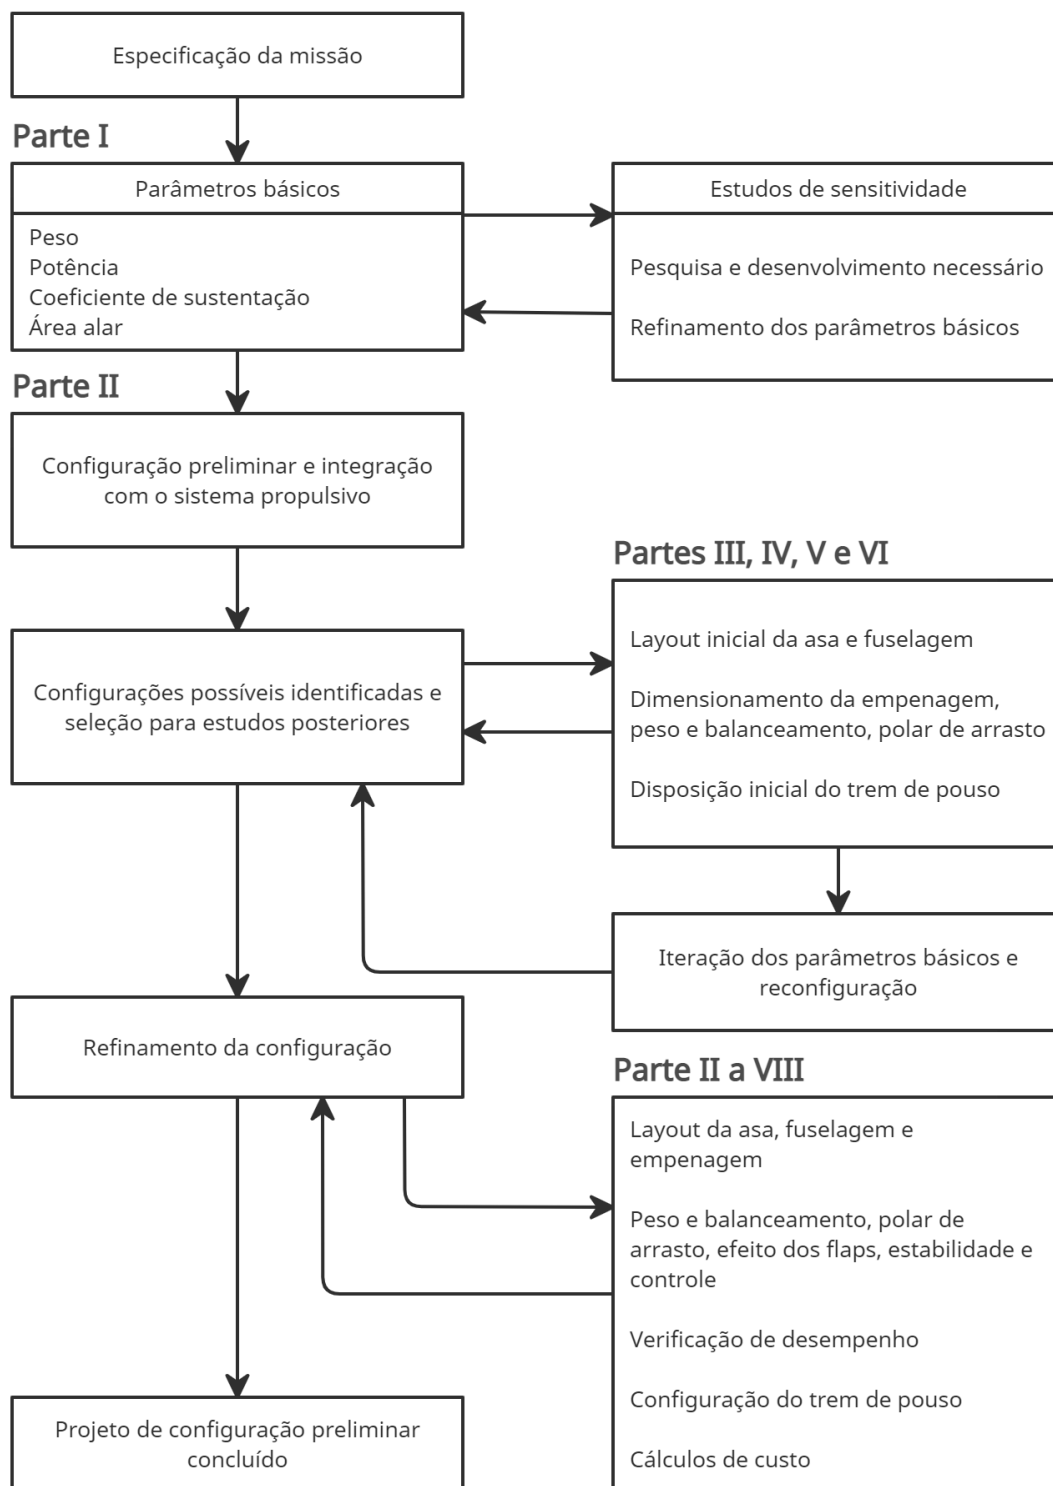 Especificação da missão
Parte I
Parâmetros básicos
Peso
Potência
Coeficiente de sustentação
Área alar
Estudos de sensitividade
Pesquisa e desenvolvimento necessário
Refinamento dos parâmetros básicos
Parte II
Configuração preliminar e integração
com o sistema propulsivo
Configurações possíveis identificadas e
seleção para estudos posteriores
Partes III, IV, V e VI
Layout inicial da asa e fuselagem
Dimensionamento da empenagem,
peso e balanceamento, polar de arrasto
Disposição inicial do trem de pouso
Iteração dos parâmetros básicos e
reconfiguração
Refinamento da configuração
Parte II a VIII
Layout da asa, fuselagem e
empenagem
Peso e balanceamento, polar de
arrasto, efeito dos flaps, estabilidade e
controle
Verificação de desempenho
Configuração do trem de pouso
Cálculos de custo
Projeto de configuração preliminar
concluído